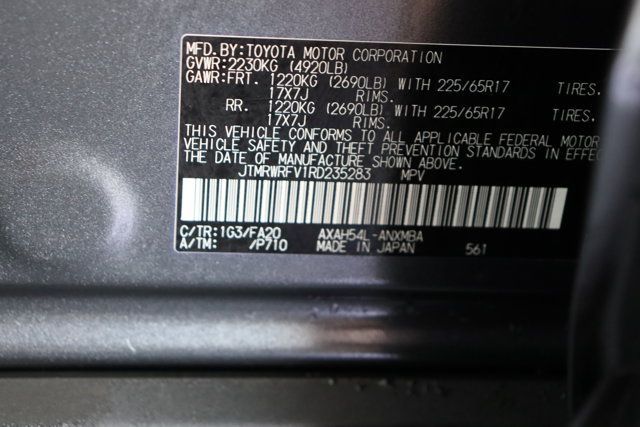 MFD.BY:TOYOTA MOTOR CORPORATION
GVWR:2230KG (4920LB)
GAWR:FRT. 1220KG (2690LB) WITH 225/65R17 TIRES.
17X7J RIMS.
RR. 1220KG (2690LB) WITH 225/65R17 TIRES.
17X7J RIMS.
THIS VEHICLE CONFORMS TO ALL APPLICABLE FEDERAL MOTOR
VEHICLE SAFETY AND THEFT PREVENTION STANDARDS IN EFFE
THE DATE OF MANUFACTURE SHOWN ABOVE.
JTMRWRFV1RD235283 MPV
C/TR:1G3/FA20 AXAH54L-ANXMBA
A/TM: /P710 MADE IN JAPAN 561